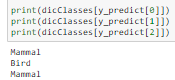 print(dicClasses[y_predict[0]])
print(dicClasses[y_predict[1]])
print(dicClasses[y_predict[2]])
Mammal
Bird
Mammal